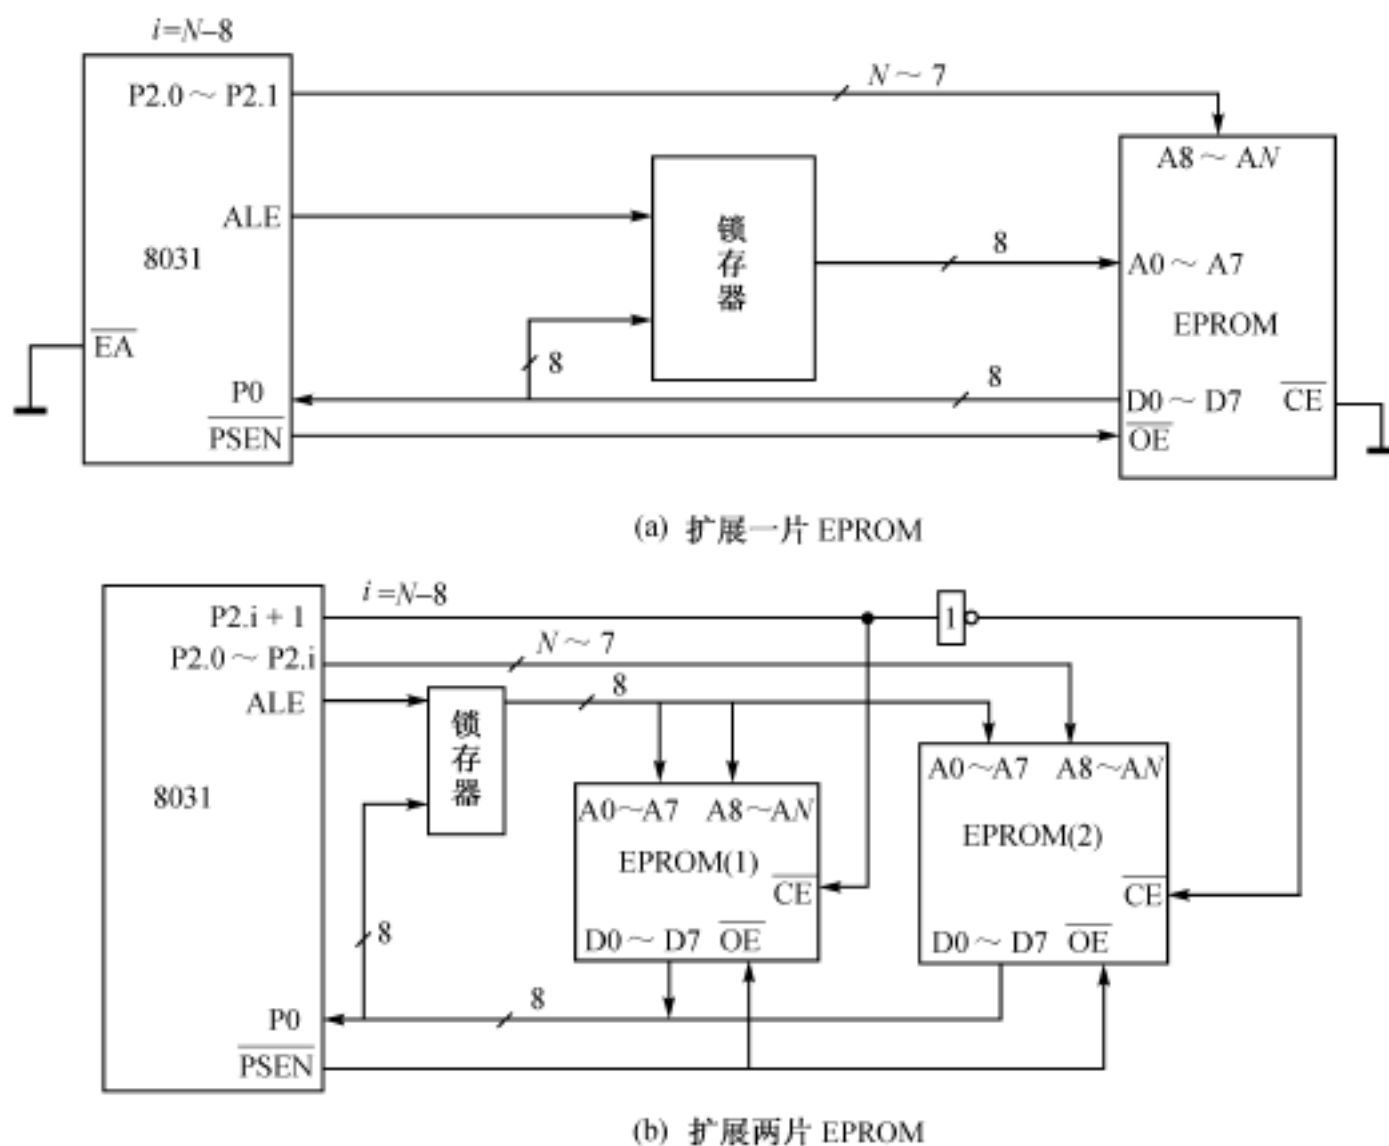 i=N–8
P2.0～P2.1
N～7
A8～AN
ALE
锁存器
8
8031
A0～A7
EPROM
EA
8
P0
8
D0～D7
CE
PSEN
OE
(a) 扩展一片 EPROM
i=N–8
P2.i + 1
1
N～7
P2.0～P2.i
8
ALE
锁存器
A0～A7
A8～AN
8031
A0～A7
A8～AN
EPROM(2)
EPROM(1)
CE
CE
8
D0～D7
OE
D0～D7
OE
8
P0
PSEN
(b) 扩展两片 EPROM